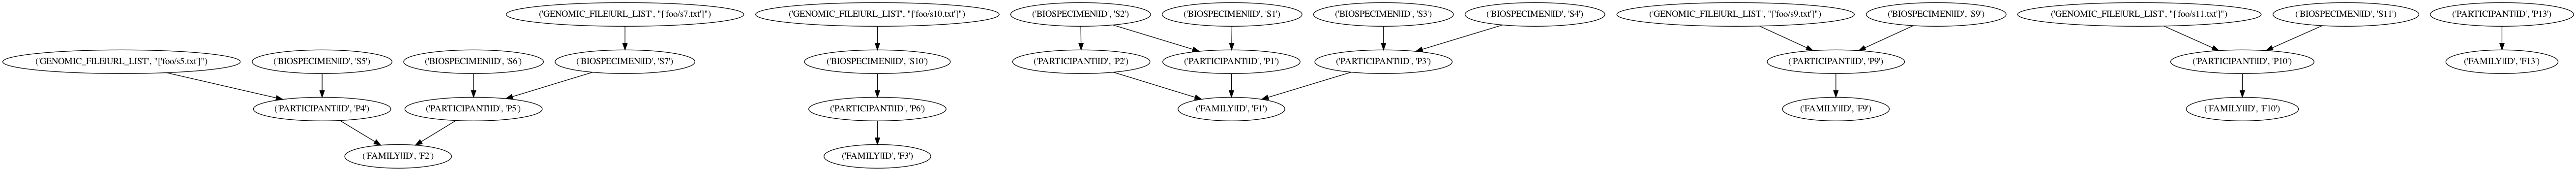 ('GENOMIC_FILE|URL_LIST', "['foo/s7.txt']")
('GENOMIC_FILE|URL_LIST', "['foo/s10.txt']")
('BIOSPECIMEN|ID', 'S2')
('BIOSPECIMEN|ID', 'S1')
('BIOSPECIMEN|ID', 'S3')
('BIOSPECIMEN|ID', 'S4')
('GENOMIC_FILE|URL_LIST', "['foo/s9.txt']")
('BIOSPECIMEN|ID', 'S9')
('GENOMIC_FILE|URL_LIST', "['foo/s11.txt']")
('BIOSPECIMEN|ID', 'S11')
('PARTICIPANT|ID', 'P13')
('GENOMIC_FILE|URL_LIST', "['foo/s5.txt']")
('BIOSPECIMEN|ID', 'S5')
('BIOSPECIMEN|ID', 'S6')
('BIOSPECIMEN|ID', 'S7')
('BIOSPECIMEN|ID', 'S10')
('PARTICIPANT|ID', 'P2')
('PARTICIPANT|ID', 'P1')
('PARTICIPANT|ID', 'P3')
('PARTICIPANT|ID', 'P9')
('PARTICIPANT|ID', 'P10')
('FAMILY|ID', 'F13')
('PARTICIPANT|ID', 'P4')
('PARTICIPANT|ID', 'P5')
('PARTICIPANT|ID', 'P6')
('FAMILY|ID', 'F1')
('FAMILY|ID', 'F9')
('FAMILY|ID', 'F10')
('FAMILY|ID', 'F2')
('FAMILY|ID', 'F3')